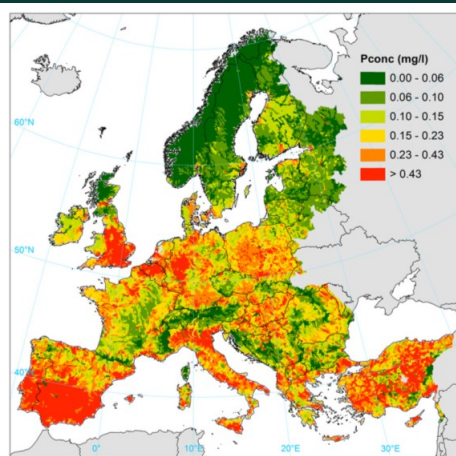 Pconc (mg/l)
0.00 - 0.06
0.06 - 0.10
0.10 - 0.15
0.15 - 0.23
0.23 - 0.43
> 0.43
60°N
50°N
40°N
0°
10°E
20°E
30°E